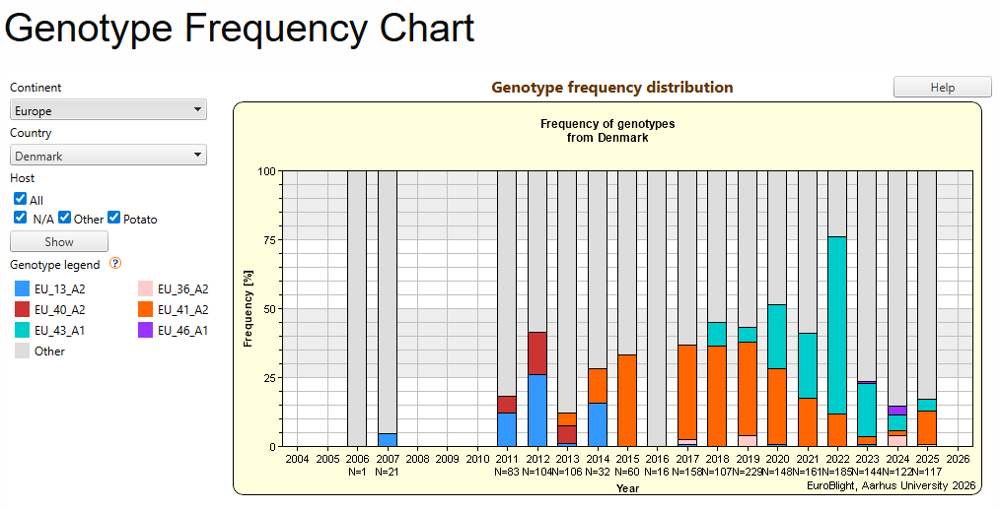 Genotype Frequency Chart
Continent
Europe
Country
Denmark
Host
All
N/A Other Potato
Show
Genotype legend ?
EU_13_A2 EU_36_A2
EU_40_A2 EU_41_A2
EU_43_A1 EU_46_A1
Other
Genotype frequency distribution
Help
Frequency of genotypes
from Denmark
100
75
50
25
0
Frequency [%]
2004 2005 2006 2007 2008 2009 2010 2011 2012 2013 2014 2015 2016 2017 2018 2019 2020 2021 2022 2023 2024 2025 2026
N=1 N=21 N=83 N=104 N=106 N=32 N=60 N=16 N=158 N=107 N=229 N=148 N=161 N=185 N=144 N=122 N=117
Year
EuroBlight, Aarhus University 2026